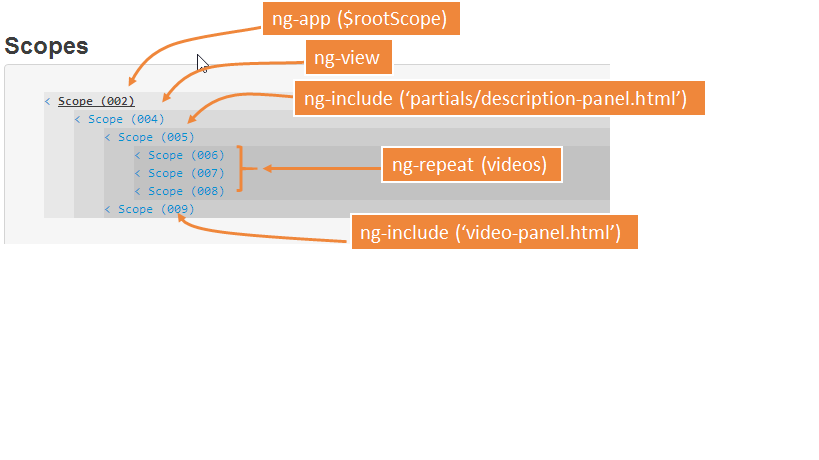 ng-app ($rootScope)
Scopes
ng-view
< Scope (002)
ng-include (‘partials/description-panel.html’)
< Scope (004)
< Scope (005)
< Scope (006)
ng-repeat (videos)
< Scope (007)
< Scope (008)
< Scope (009)
ng-include (‘video-panel.html’)